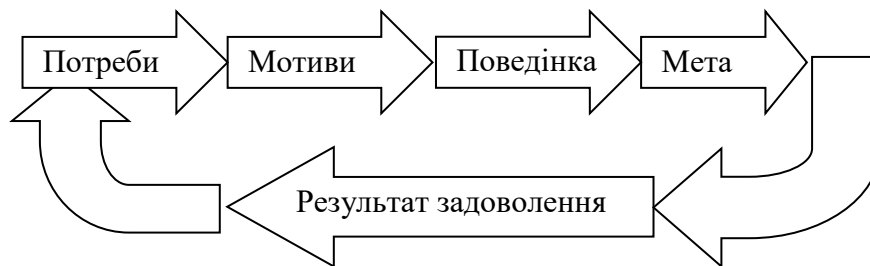 Потреби
Мотиви
Поведінка
Мета
Результат задоволення